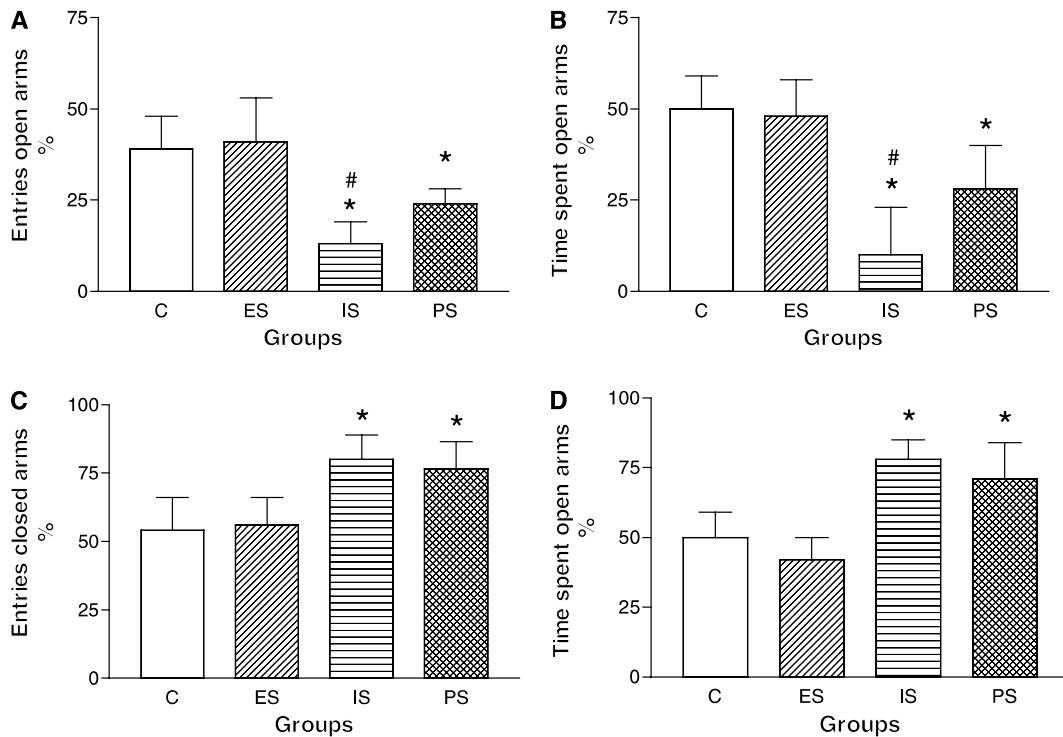 A
75
50
25
0
Entries open arms
%
#
*
*
C ES IS PS
Groups
B
75
50
25
0
Time spent open arms
%
#
*
*
C ES IS PS
Groups
C
100
75
50
25
0
Entries closed arms
%
*
*
C ES IS PS
Groups
D
100
75
50
25
0
Time spent open arms
%
*
*
C ES IS PS
Groups